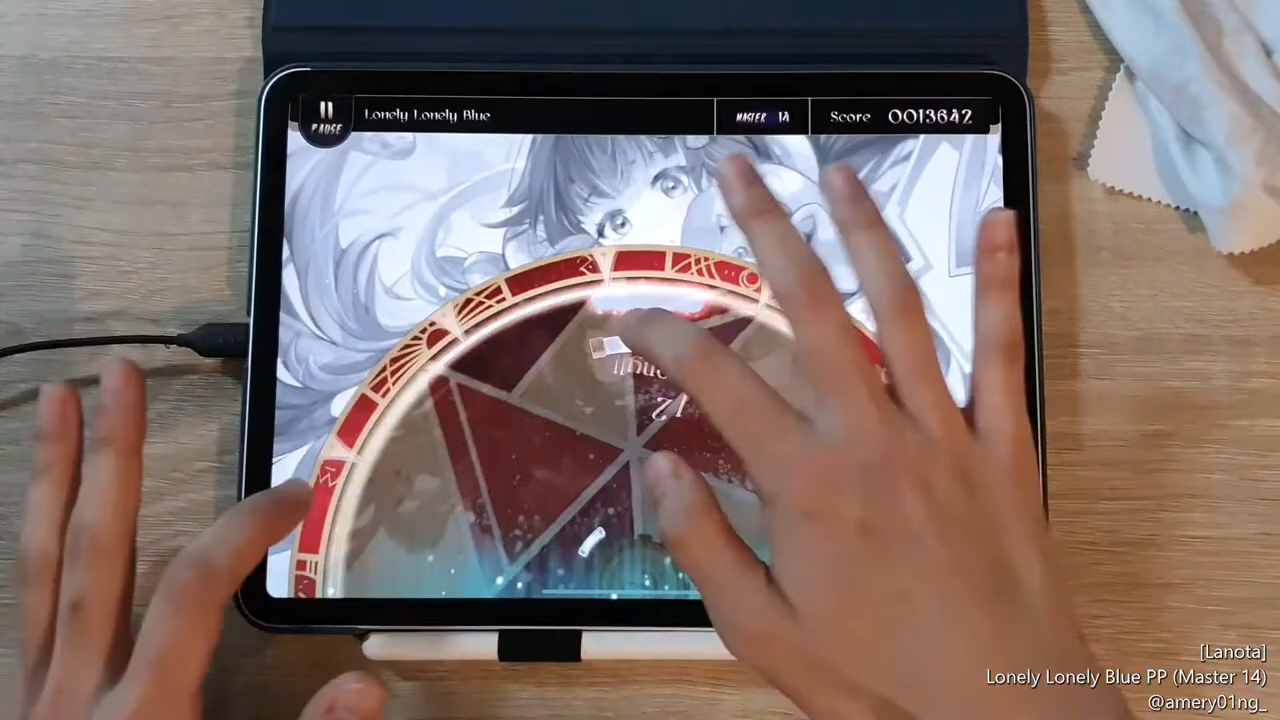 PAUSE
Lonely Lonely Blue
MASTER 14
Score 0013642
[Lanota]
Lonely Lonely Blue PP (Master 14)
@amery01ng_